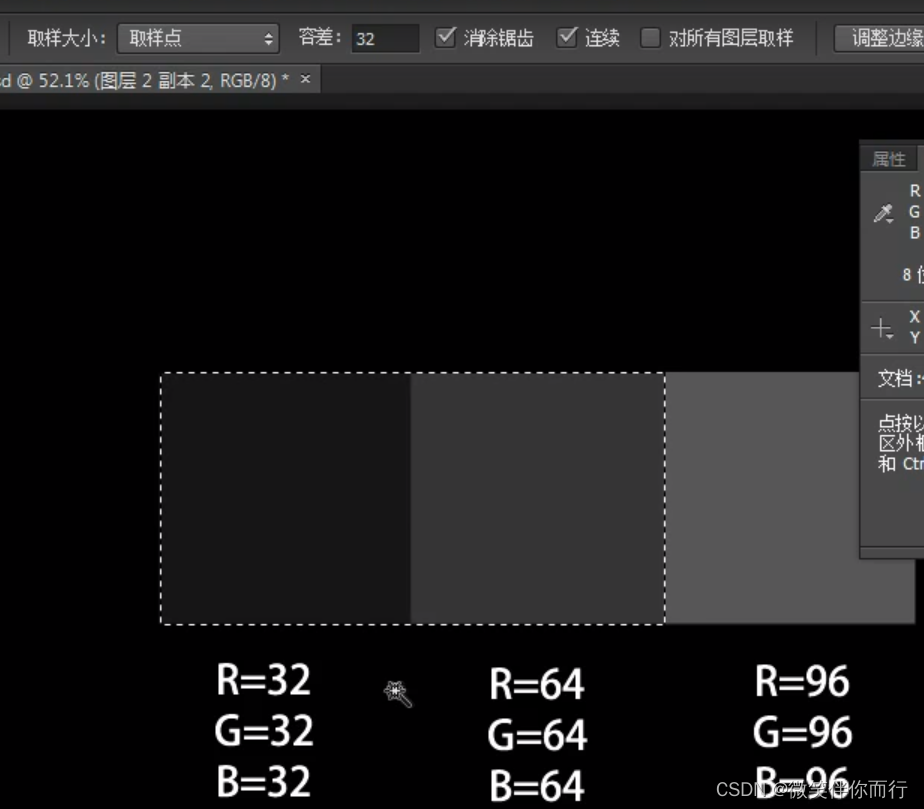 取样大小： 取样点 容差： 32 消除锯齿 连续 对所有图层取样 调整边缘
sd @ 52.1% (图层 2 副本 2, RGB/8) * ×
属性
R
G
B
8 位
X
Y
文档：
点按以
区外框
和 Ctr
R=32 R=64 R=96
G=32 G=64 G=96
B=32 B=64 B=96
CSDN @微笑伴你而行